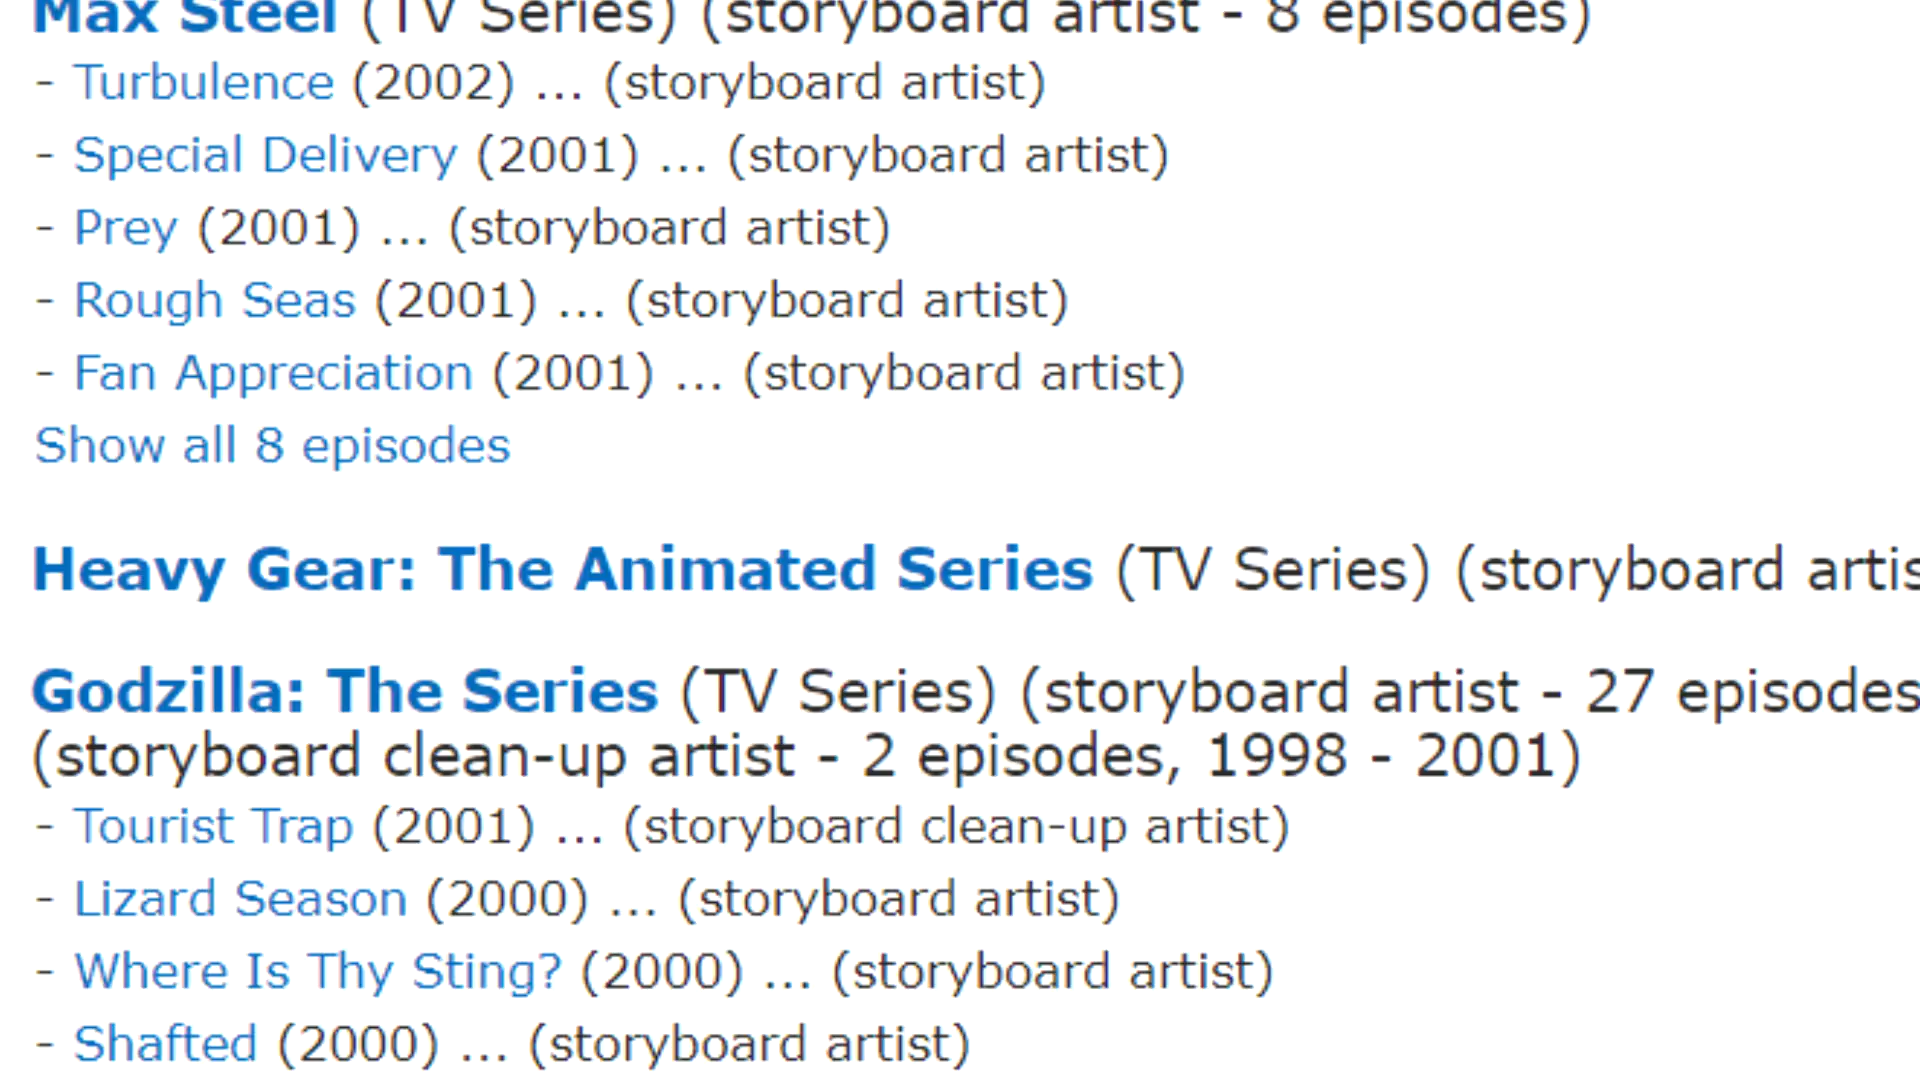 Max Steel (TV Series) (storyboard artist - 8 episodes)
- Turbulence (2002) ... (storyboard artist)
- Special Delivery (2001) ... (storyboard artist)
- Prey (2001) ... (storyboard artist)
- Rough Seas (2001) ... (storyboard artist)
- Fan Appreciation (2001) ... (storyboard artist)
Show all 8 episodes
Heavy Gear: The Animated Series (TV Series) (storyboard artis
Godzilla: The Series (TV Series) (storyboard artist - 27 episodes
(storyboard clean-up artist - 2 episodes, 1998 - 2001)
- Tourist Trap (2001) ... (storyboard clean-up artist)
- Lizard Season (2000) ... (storyboard artist)
- Where Is Thy Sting? (2000) ... (storyboard artist)
- Shafted (2000) ... (storyboard artist)